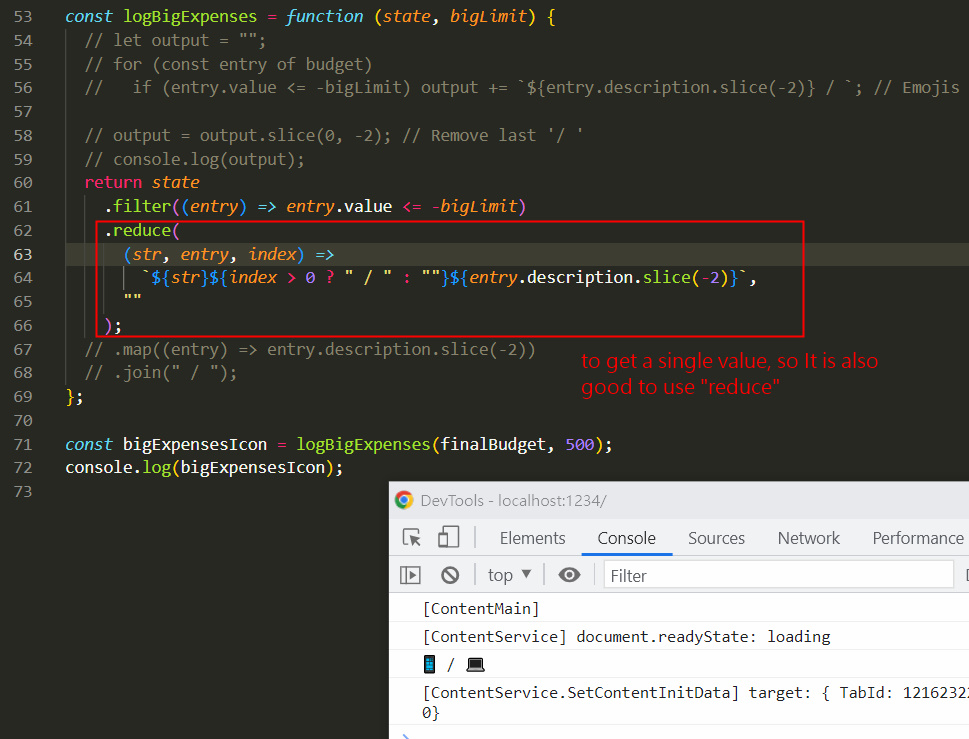 53 const logBigExpenses = function (state, bigLimit) {
54 // let output = "";
55 // for (const entry of budget)
56 //   if (entry.value <= -bigLimit) output += `${entry.description.slice(-2)} / `; // Emojis
57
58 // output = output.slice(0, -2); // Remove last '/ '
59 // console.log(output);
60 return state
61 .filter((entry) => entry.value <= -bigLimit)
62 .reduce(
63 (str, entry, index) =>
64 `${str}${index > 0 ? " / " : ""}${entry.description.slice(-2)}`,
65 ""
66 );
67 // .map((entry) => entry.description.slice(-2))
68 // .join(" / ");
to get a single value, so It is also
good to use "reduce"
69 };
70
71 const bigExpensesIcon = logBigExpenses(finalBudget, 500);
72 console.log(bigExpensesIcon);
73
DevTools - localhost:1234/
Elements Console Sources Network Performance
top ▼ Filter
[ContentMain]
[ContentService] document.readyState: loading
📱 / 💻
[ContentService.SetContentInitData] target: { TabId: 1216232
0}